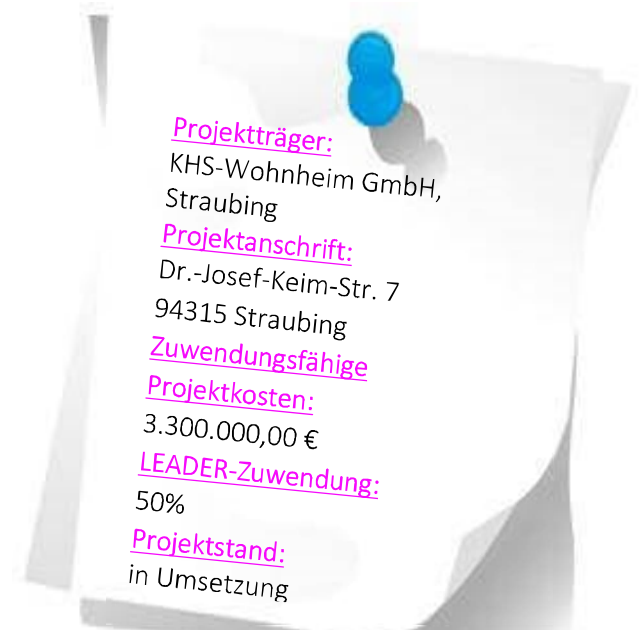 Projektträger:
KHS-Wohnheim GmbH,
Straubing
Projektanschrift:
Dr.-Josef-Keim-Str. 7
94315 Straubing
Zuwendungsfähige
Projektkosten:
3.300.000,00 €
LEADER-Zuwendung:
50%
Projektstand:
in Umsetzung